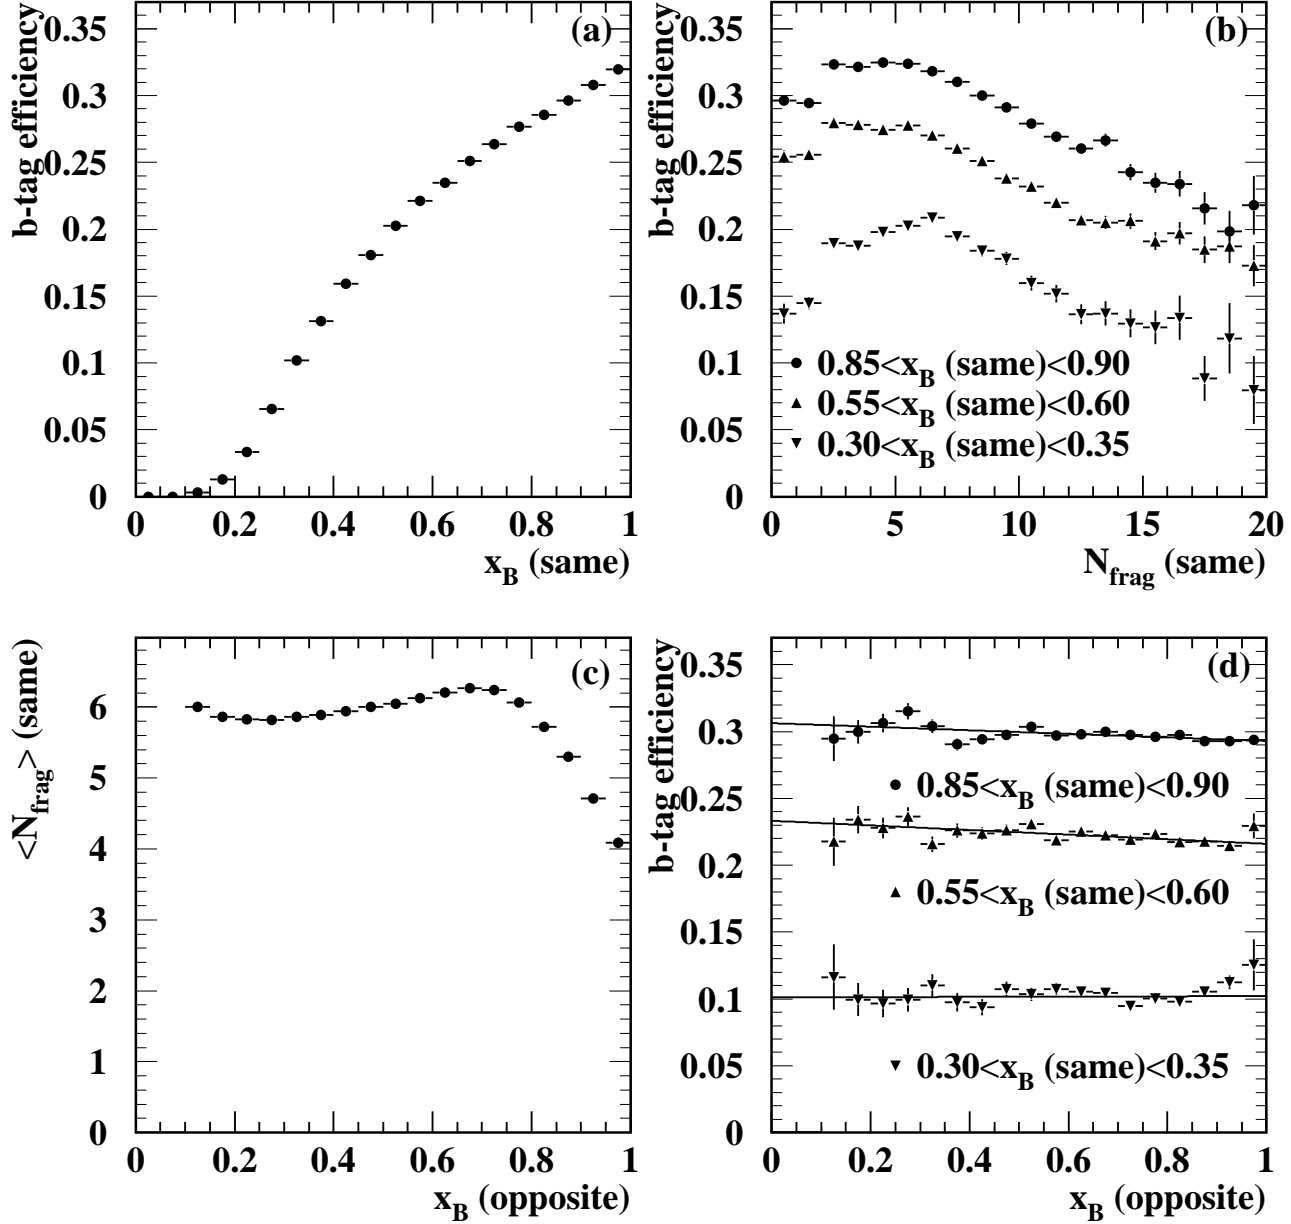 (a)
b-tag efficiency
0.35
0.3
0.25
0.2
0.15
0.1
0.05
0
0 0.2 0.4 0.6 0.8 1
x_B (same)
(b)
b-tag efficiency
0.35
0.3
0.25
0.2
0.15
0.1
0.05
0
0.85<x_B (same)<0.90
0.55<x_B (same)<0.60
0.30<x_B (same)<0.35
0 5 10 15 20
N_frag (same)
(c)
<N_frag> (same)
6
5
4
3
2
1
0
0 0.2 0.4 0.6 0.8 1
x_B (opposite)
(d)
b-tag efficiency
0.35
0.3
0.25
0.2
0.15
0.1
0.05
0
0.85<x_B (same)<0.90
0.55<x_B (same)<0.60
0.30<x_B (same)<0.35
0 0.2 0.4 0.6 0.8 1
x_B (opposite)